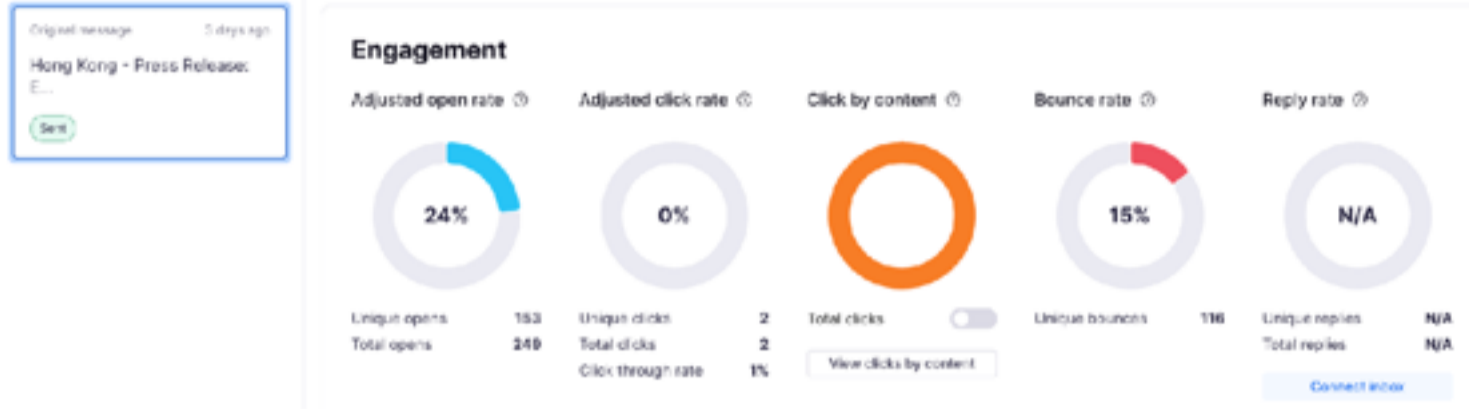 Original message 5 days ago
Hong Kong - Press Release:
E...
Sent
Engagement
Adjusted open rate
Adjusted click rate
Click by content
Bounce rate
Reply rate
24%
0%
15%
N/A
Unique opens 153
Total opens 249
Unique clicks 2
Total clicks 2
Click through rate 1%
Total clicks
View clicks by content
Unique bounces 116
Unique replies N/A
Total replies N/A
Connect inbox